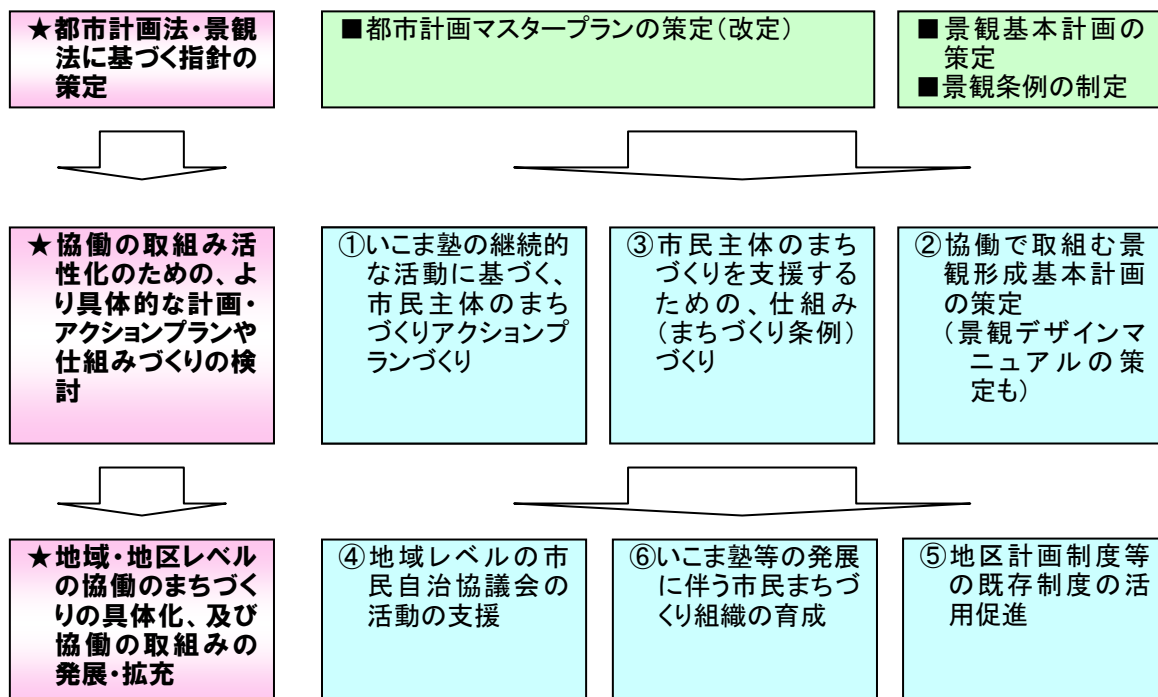 ★都市計画法・景観
法に基づく指針の
策定
■都市計画マスタープランの策定（改定）
■景観基本計画の
策定
■景観条例の制定
★協働の取組み活
性化のための、よ
り具体的な計画・
アクションプランや
仕組みづくりの検
討
①いこま塾の継続的
な活動に基づく、
市民主体のまち
づくりアクションプ
ランづくり
③市民主体のまち
づくりを支援する
ための、仕組み
（まちづくり条例）
づくり
②協働で取組む景
観形成基本計画
の策定
（景観デザインマ
ニュアルの策
定も）
★地域・地区レベル
の協働のまちづく
りの具体化、及び
協働の取組みの
発展・拡充
④地域レベルの市
民自治協議会の
活動の支援
⑥いこま塾等の発展
に伴う市民まちづ
くり組織の育成
⑤地区計画制度等
の既存制度の活
用促進